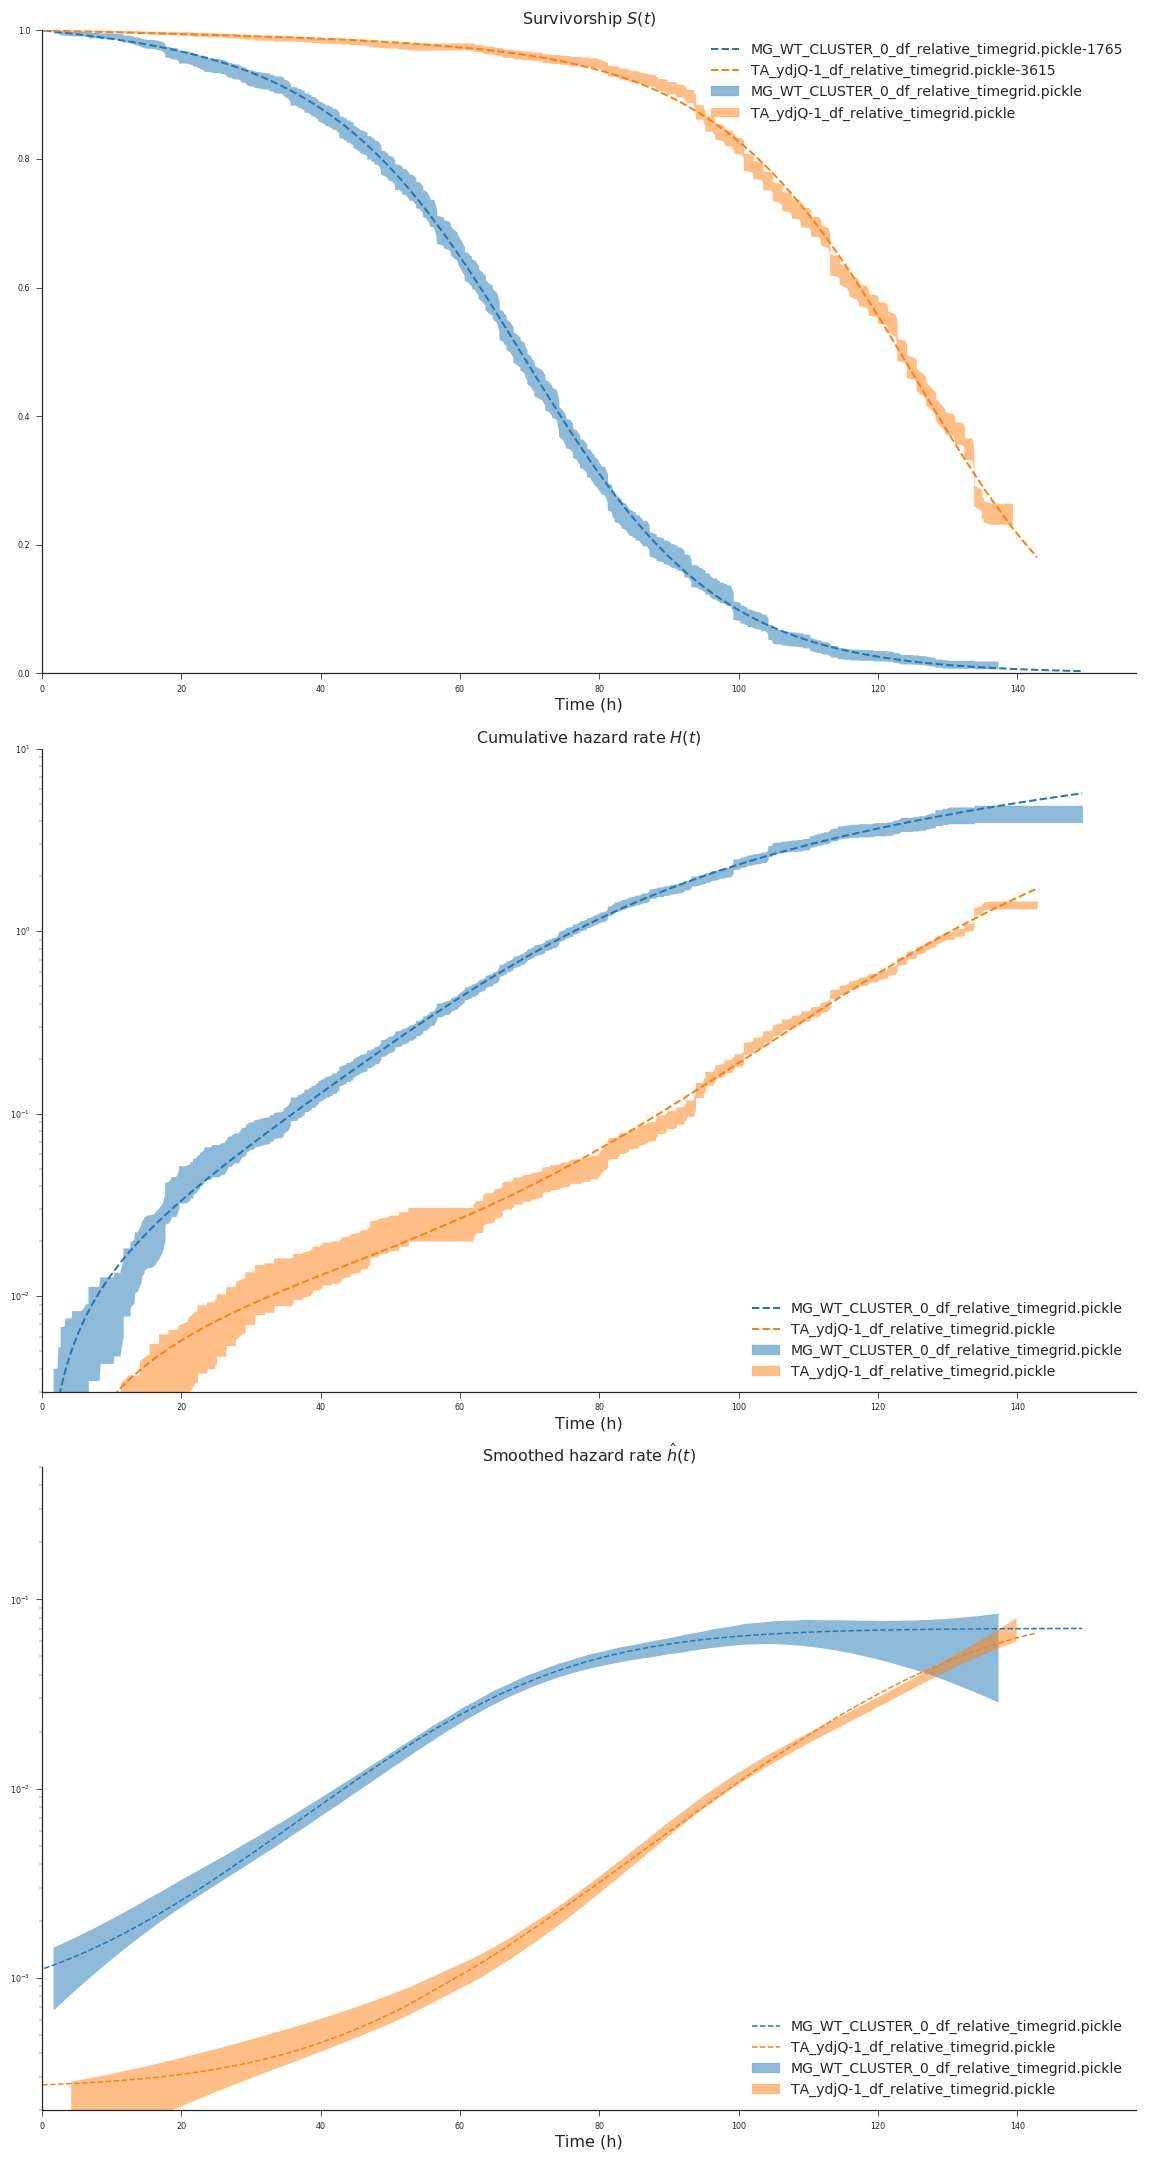 Survivorship S(t)
1.0
0.8
0.6
0.4
0.2
0.0
MG_WT_CLUSTER_0_df_relative_timegrid.pickle-1765
TA_ydjQ-1_df_relative_timegrid.pickle-3615
MG_WT_CLUSTER_0_df_relative_timegrid.pickle
TA_ydjQ-1_df_relative_timegrid.pickle
0 20 40 60 80 100 120 140
Time (h)
Cumulative hazard rate H(t)
10¹
10⁰
10⁻¹
10⁻²
MG_WT_CLUSTER_0_df_relative_timegrid.pickle
TA_ydjQ-1_df_relative_timegrid.pickle
MG_WT_CLUSTER_0_df_relative_timegrid.pickle
TA_ydjQ-1_df_relative_timegrid.pickle
0 20 40 60 80 100 120 140
Time (h)
Smoothed hazard rate ĥ(t)
10⁻¹
10⁻²
10⁻³
MG_WT_CLUSTER_0_df_relative_timegrid.pickle
TA_ydjQ-1_df_relative_timegrid.pickle
MG_WT_CLUSTER_0_df_relative_timegrid.pickle
TA_ydjQ-1_df_relative_timegrid.pickle
0 20 40 60 80 100 120 140
Time (h)